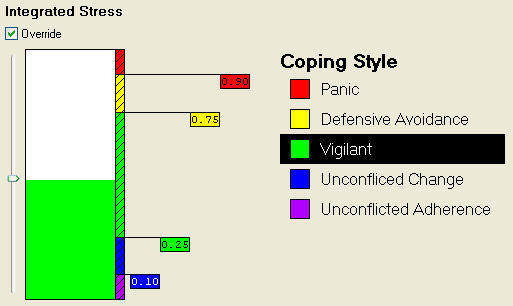 Integrated Stress
Override
0.90
0.75
0.25
0.10
Coping Style
Panic
Defensive Avoidance
Vigilant
Unconfliced Change
Unconflicted Adherence